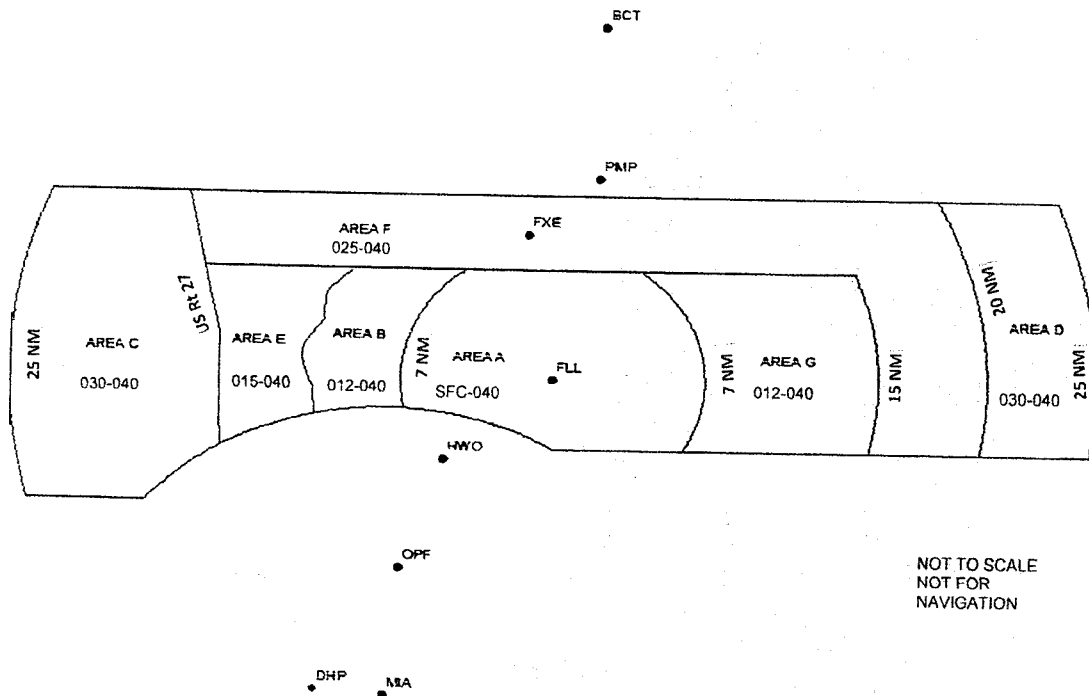 BCT
PMP
AREA F
025-040
FXE
US Rt 27
20 NM
25 NM
AREA C
030-040
AREA E
015-040
AREA B
012-040
7 NM
AREA A
SFC-040
FLL
7 NM
AREA G
012-040
15 NM
AREA D
030-040
25 NM
HWO
OPF
NOT TO SCALE
NOT FOR
NAVIGATION
DHP
MIA